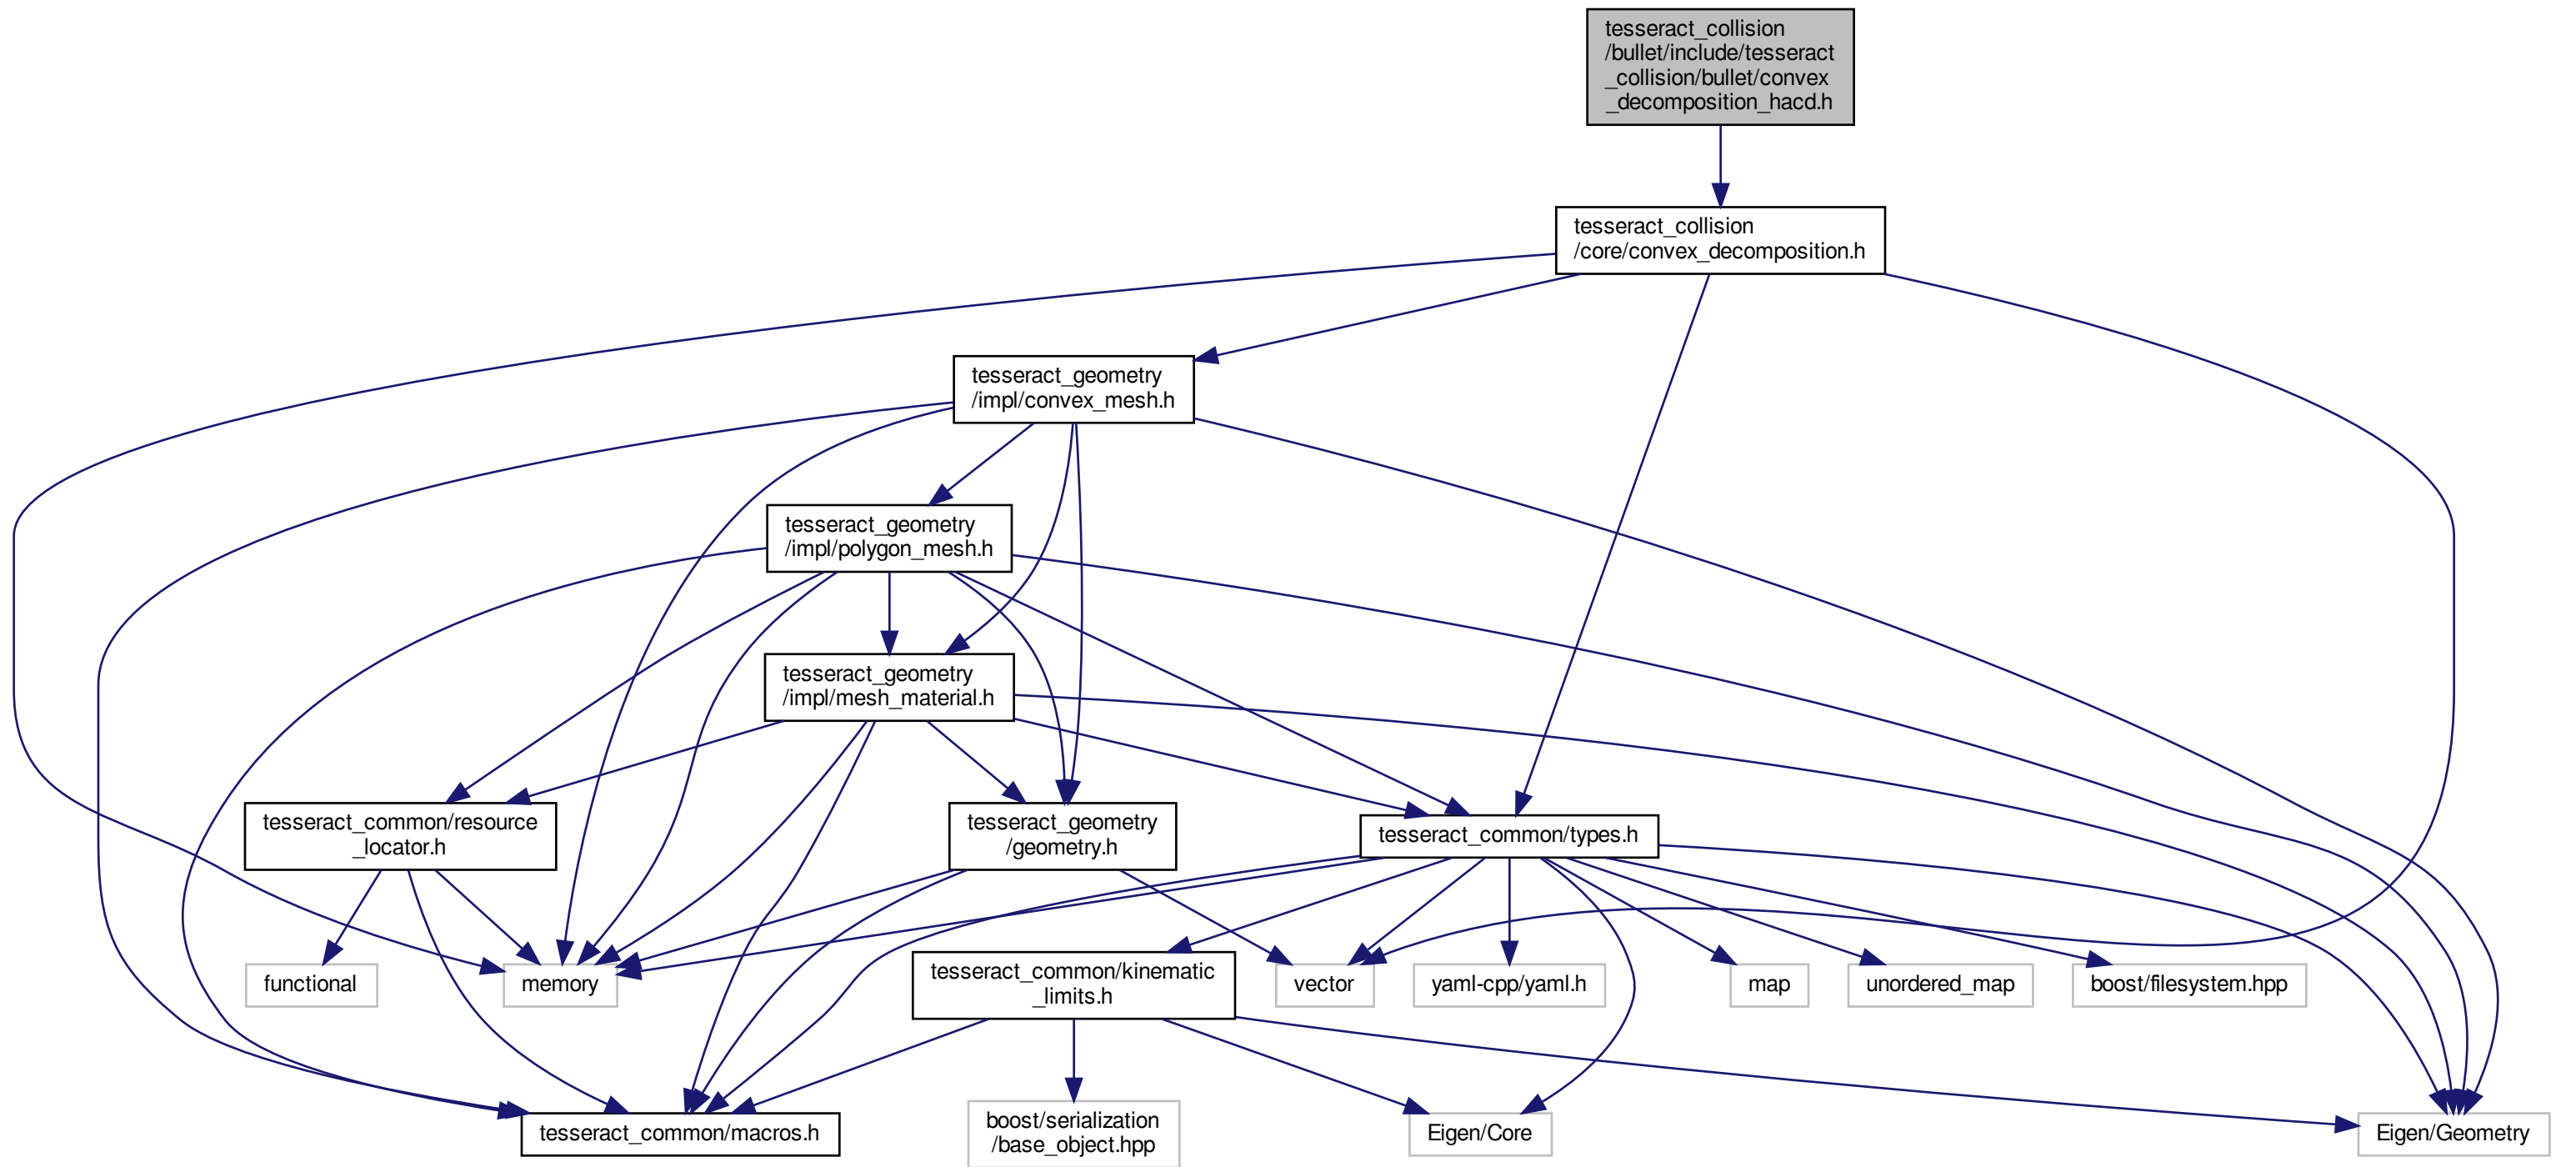 tesseract_collision
/bullet/include/tesseract
_collision/bullet/convex
_decomposition_hacd.h
tesseract_collision
/core/convex_decomposition.h
tesseract_geometry
/impl/convex_mesh.h
tesseract_geometry
/impl/polygon_mesh.h
tesseract_geometry
/impl/mesh_material.h
tesseract_common/resource
_locator.h
tesseract_geometry
/geometry.h
tesseract_common/types.h
functional
memory
tesseract_common/kinematic
_limits.h
vector
yaml-cpp/yaml.h
map
unordered_map
boost/filesystem.hpp
tesseract_common/macros.h
boost/serialization
/base_object.hpp
Eigen/Core
Eigen/Geometry